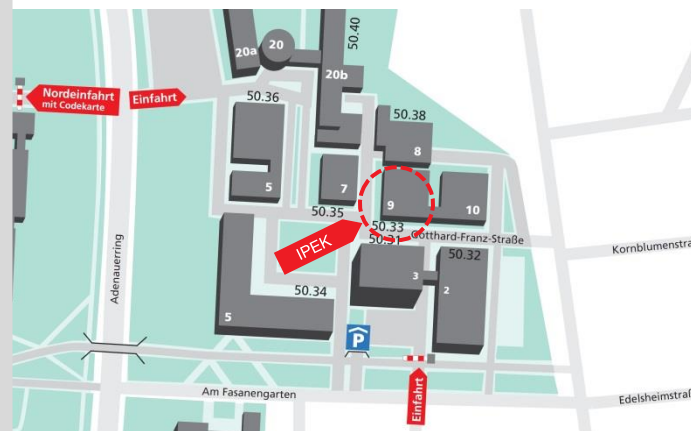 50.40
20
20a
20b
Nordeinfahrt
mit Codekarte
Einfahrt
50.36
50.38
8
5
7
9
10
50.35
50.33
Gotthard-Franz-Straße
50.31
IPEK
50.32
Kornblumenstra
Adenauerring
3
2
50.34
5
P
Am Fasanengarten
Einfahrt
Edelsheimstraß